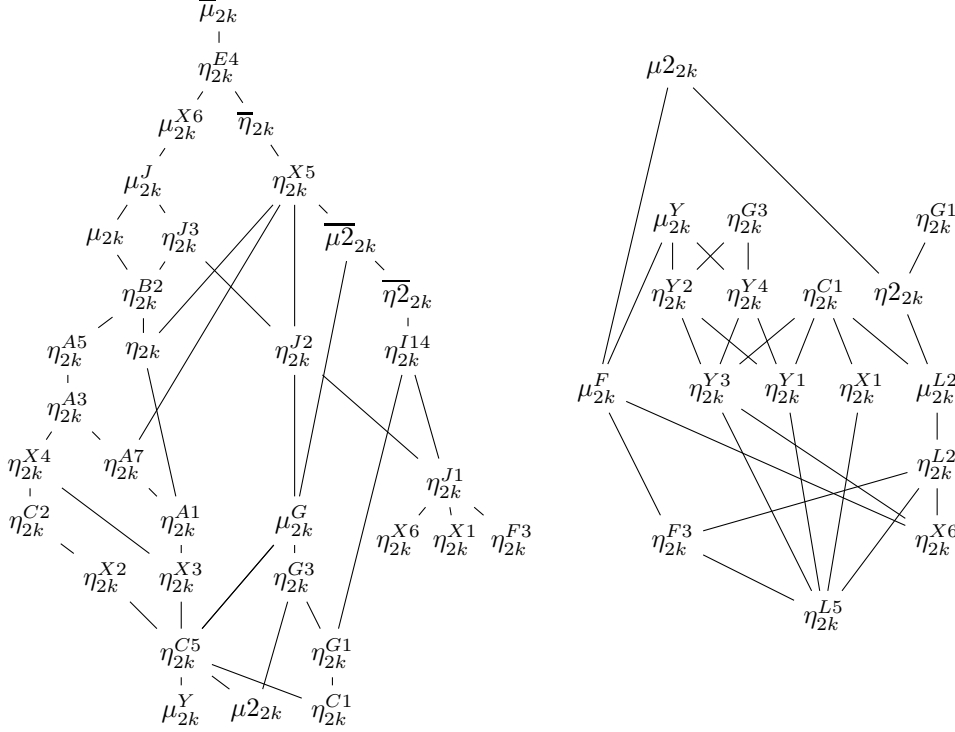 $\overline{\mu}_{2k}$
$\eta_{2k}^{E4}$ $\mu2_{2k}$
$\mu_{2k}^{X6}$ $\overline{\eta}_{2k}$
$\mu_{2k}^{J}$ $\eta_{2k}^{X5}$
$\mu_{2k}$ $\eta_{2k}^{J3}$ $\overline{\mu2}_{2k}$ $\mu_{2k}^{Y}$ $\eta_{2k}^{G3}$ $\eta_{2k}^{G1}$
$\eta_{2k}^{B2}$ $\overline{\eta2}_{2k}$ $\eta_{2k}^{Y2}$ $\eta_{2k}^{Y4}$ $\eta_{2k}^{C1}$ $\eta2_{2k}$
$\eta_{2k}^{A5}$ $\eta_{2k}$ $\eta_{2k}^{J2}$ $\eta_{2k}^{I14}$
$\eta_{2k}^{A3}$ $\mu_{2k}^{F}$ $\eta_{2k}^{Y3}$ $\eta_{2k}^{Y1}$ $\eta_{2k}^{X1}$ $\mu_{2k}^{L2}$
$\eta_{2k}^{X4}$ $\eta_{2k}^{A7}$ $\eta_{2k}^{J1}$ $\eta_{2k}^{L2}$
$\eta_{2k}^{C2}$ $\eta_{2k}^{A1}$ $\mu_{2k}^{G}$ $\eta_{2k}^{X6}$ $\eta_{2k}^{X1}$ $\eta_{2k}^{F3}$ $\eta_{2k}^{F3}$ $\eta_{2k}^{X6}$
$\eta_{2k}^{X2}$ $\eta_{2k}^{X3}$ $\eta_{2k}^{G3}$
$\eta_{2k}^{C5}$ $\eta_{2k}^{G1}$ $\eta_{2k}^{L5}$
$\mu_{2k}^{Y}$ $\mu2_{2k}$ $\eta_{2k}^{C1}$